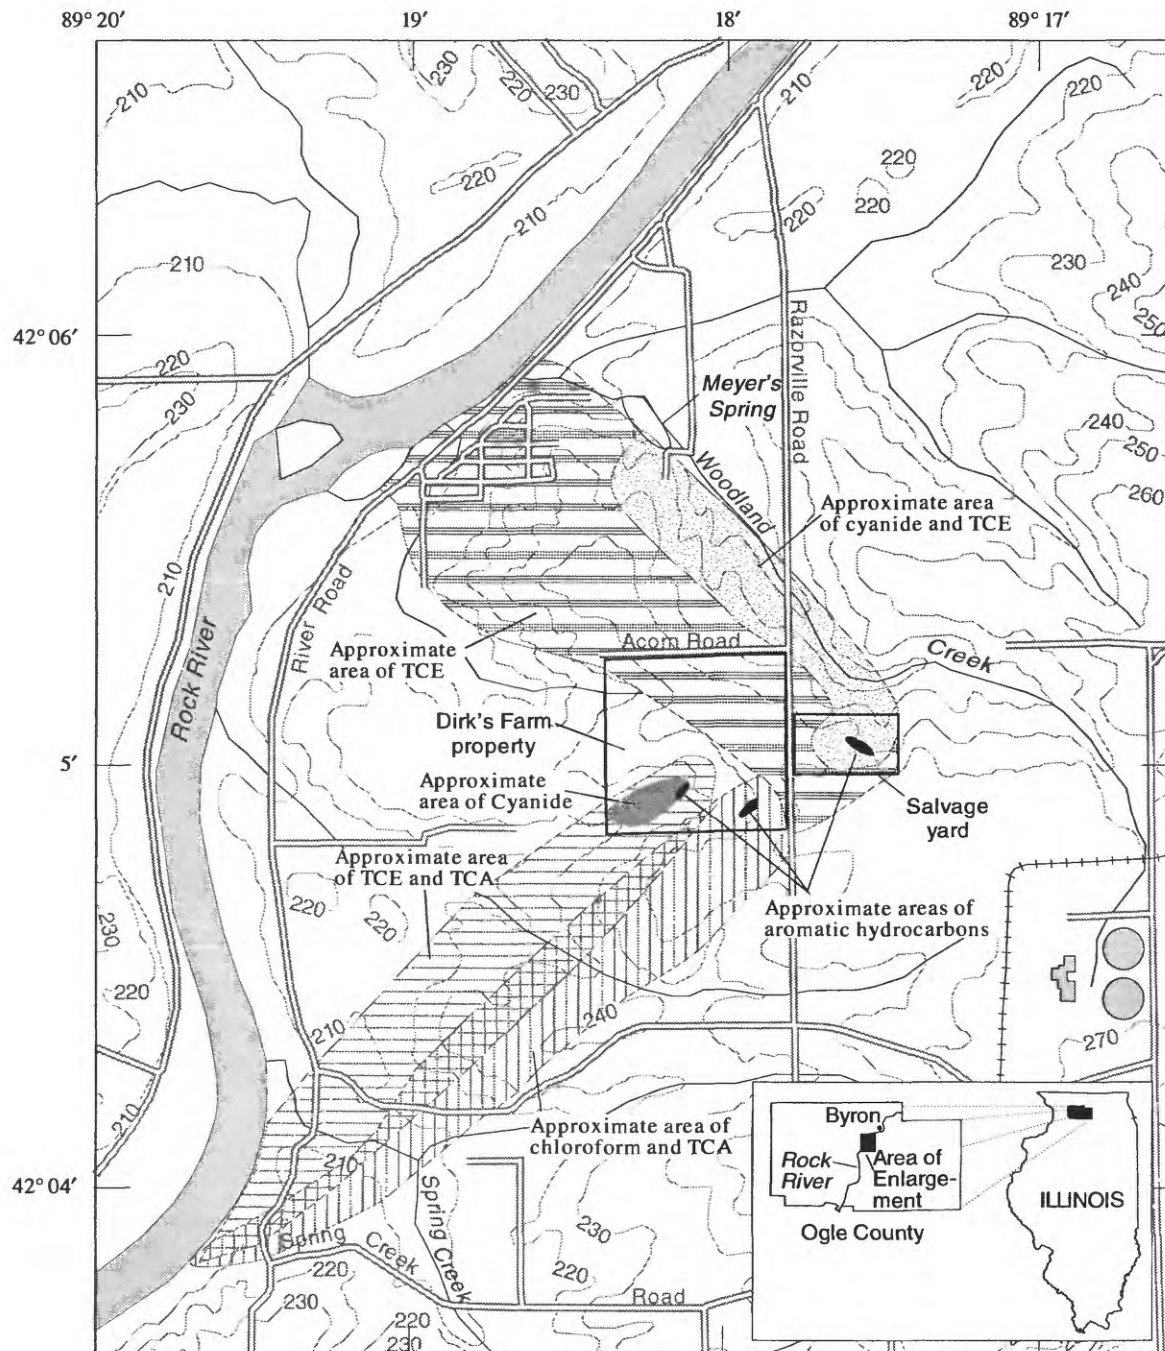 89° 20′ 19′ 18′ 89° 17′
230
220
230
210
210
220
220
220
220
220
210
210
210
230
240
250
42° 06′
220
230
Razorville Road
Meyer's
Spring
240
250
260
Woodland
Approximate area
of cyanide and TCE
210
Rock River
River Road
Approximate
area of TCE
Acorn Road
Creek
Dirk's Farm
property
5′
Approximate
area of Cyanide
Salvage
yard
Approximate area
of TCE and TCA
Approximate areas of
aromatic hydrocarbons
230
220
220
220
210
240
270
210
Approximate area of
chloroform and TCA
210
42° 04′
Spring Creek
Spring Creek Road
230
220
220
230
220
230
Byron
Rock
River
Area of
Enlarge-
ment
Ogle County
ILLINOIS